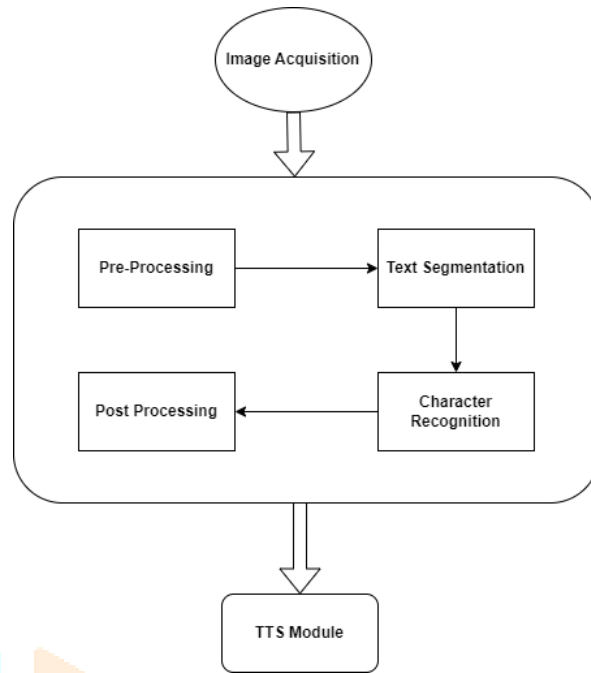 Image Acquisition
Pre-Processing
Text Segmentation
Character
Recognition
Post Processing
TTS Module